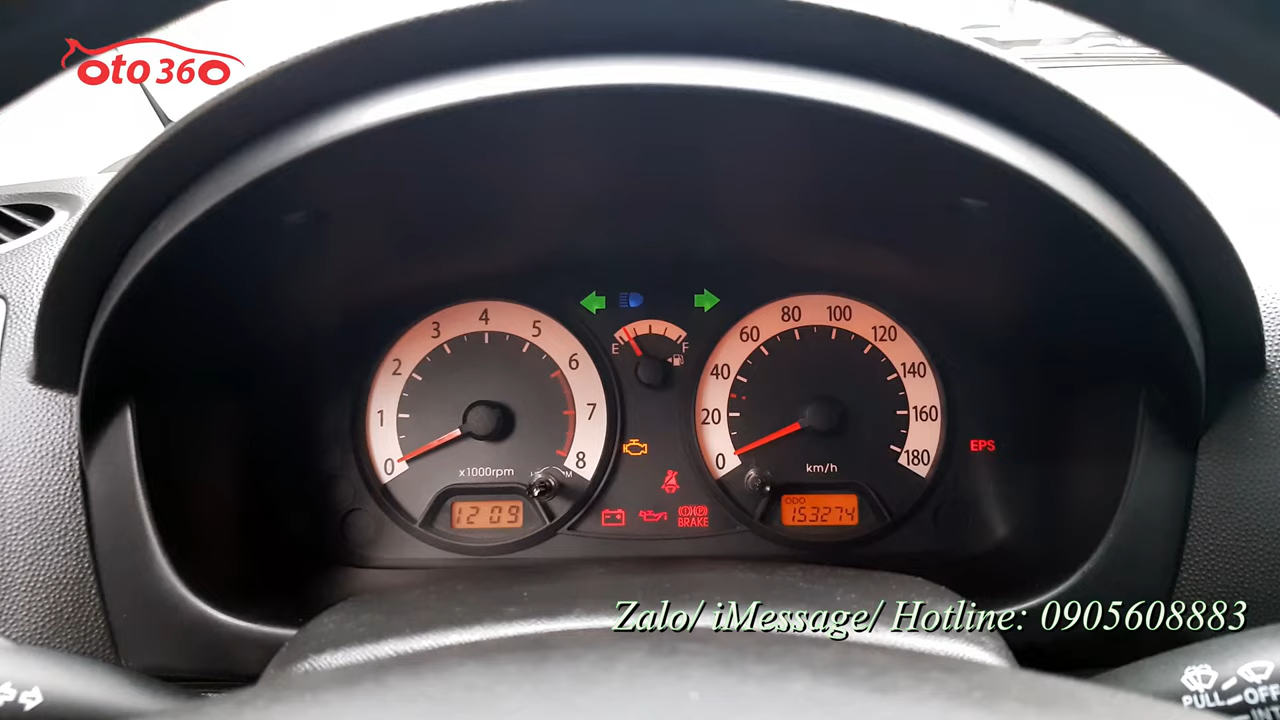 oto360
0 1 2 3 4 5 6 7 8
x1000rpm
12 09
E F
0 20 40 60 80 100 120 140 160 180
km/h
ODO
153274
BRAKE
EPS
Zalo/ iMessage/ Hotline: 0905608883
PULL OFF
INT